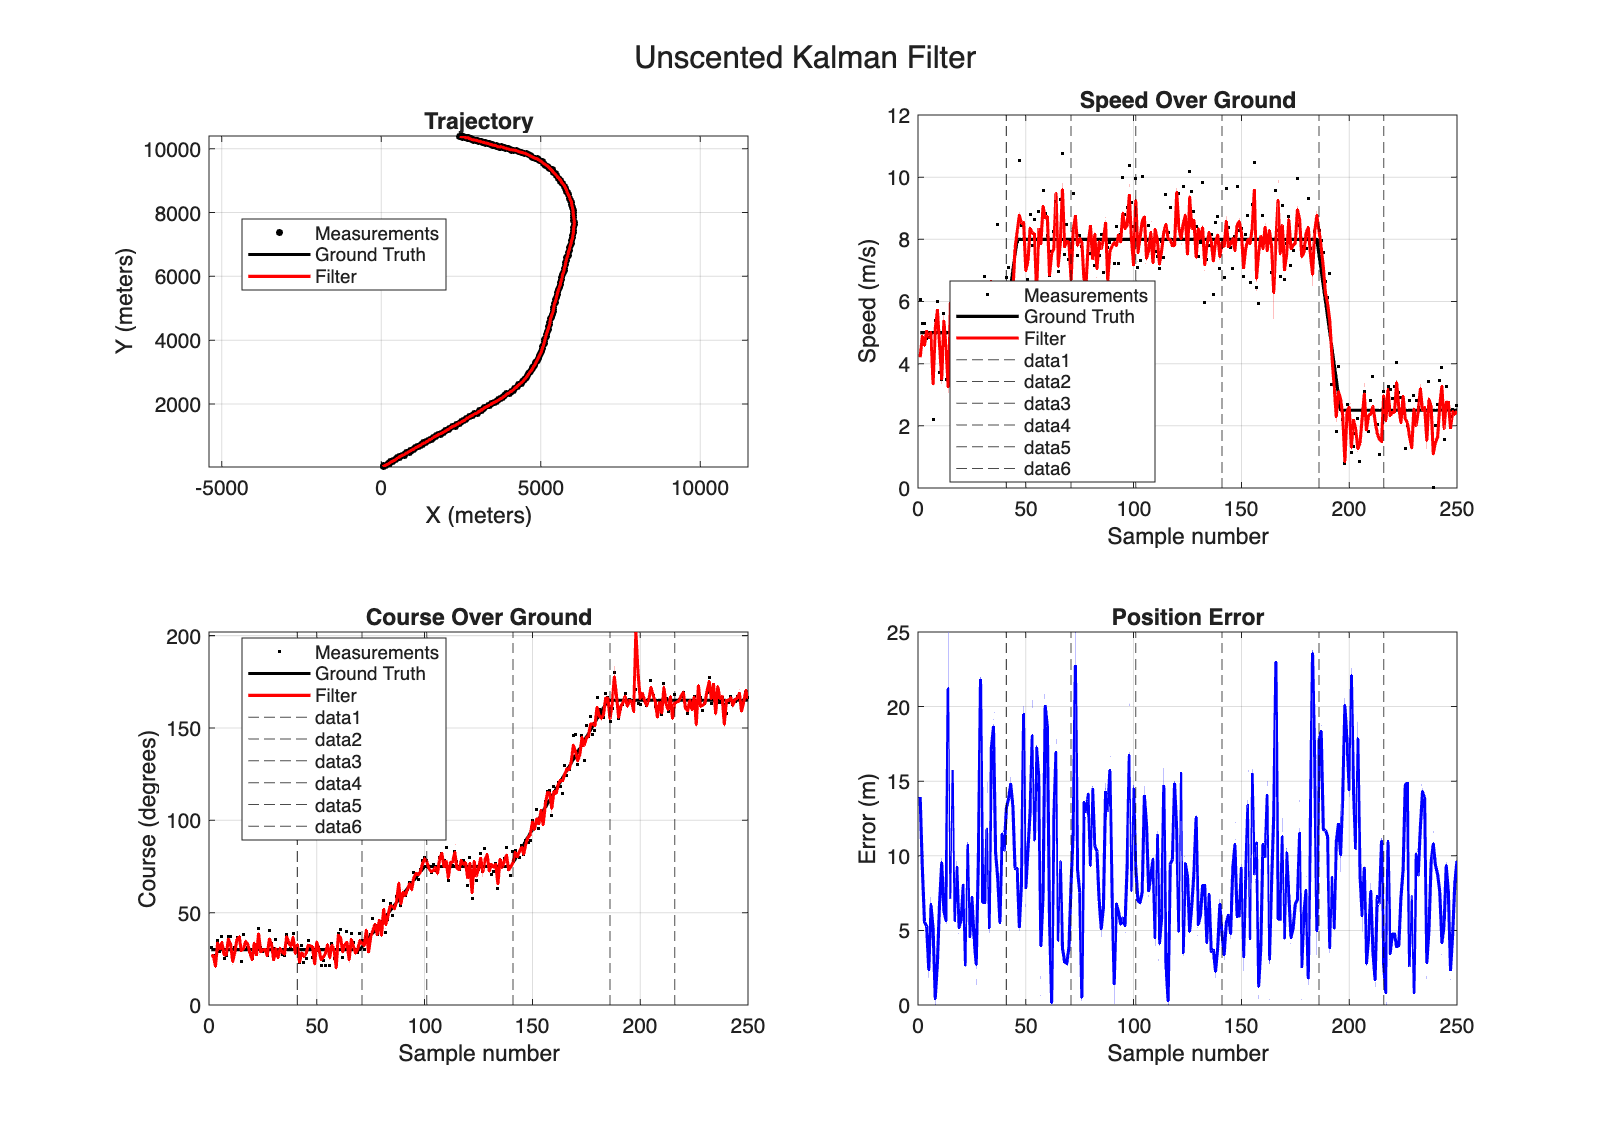 Unscented Kalman Filter
Trajectory
10000
8000
6000
4000
2000
Y (meters)
Measurements
Ground Truth
Filter
-5000
0
5000
10000
X (meters)
Speed Over Ground
12
10
8
6
4
2
0
Speed (m/s)
Measurements
Ground Truth
Filter
data1
data2
data3
data4
data5
data6
0
50
100
150
200
250
Sample number
Course Over Ground
200
150
100
50
0
Course (degrees)
Measurements
Ground Truth
Filter
data1
data2
data3
data4
data5
data6
0
50
100
150
200
250
Sample number
Position Error
25
20
15
10
5
0
Error (m)
0
50
100
150
200
250
Sample number